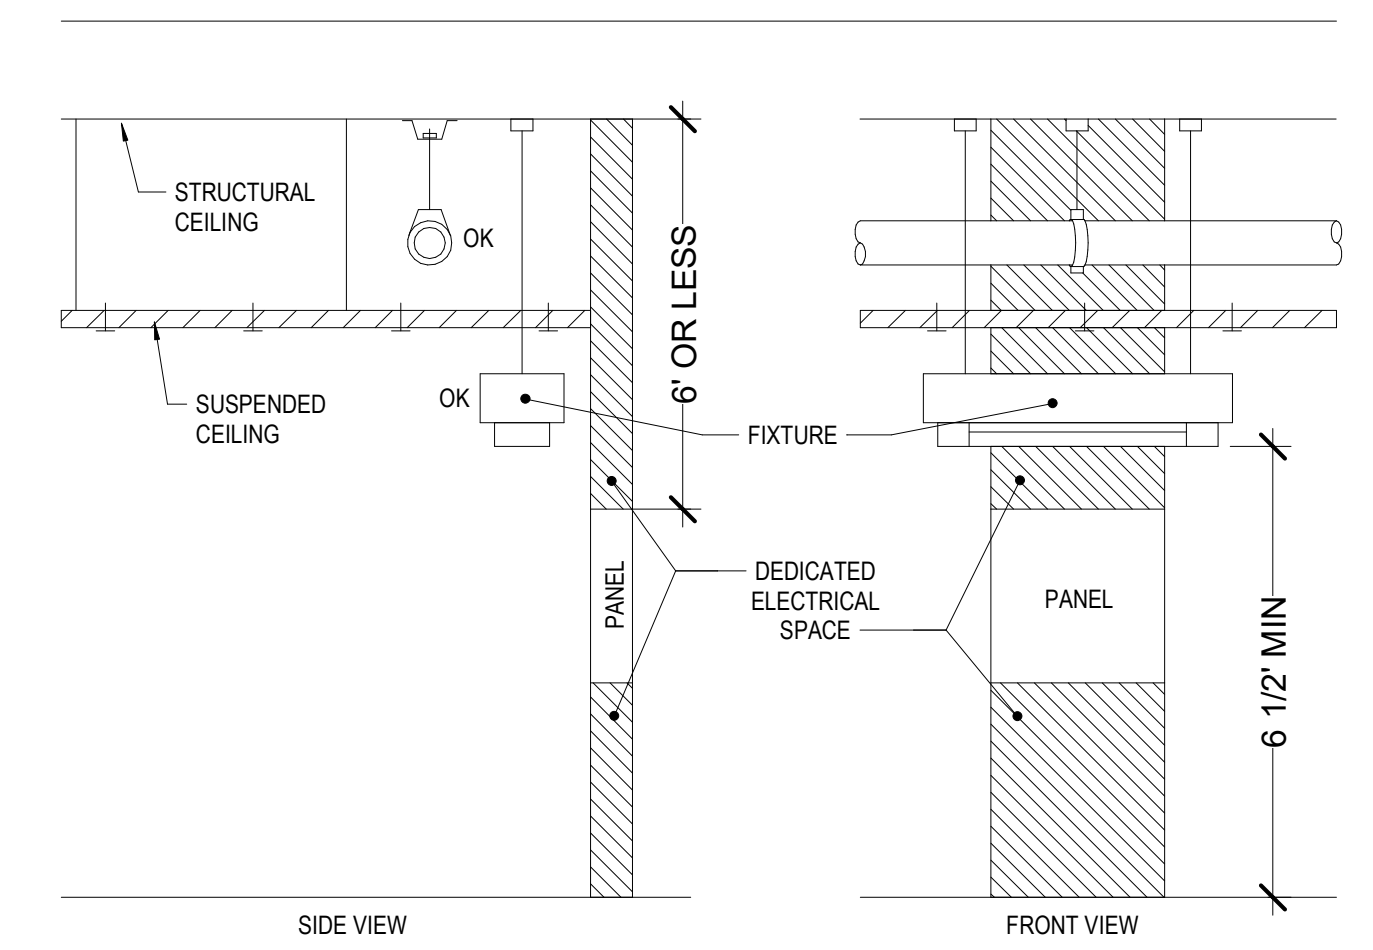 STRUCTURAL
CEILING
OK
6' OR LESS
SUSPENDED
CEILING
OK
FIXTURE
PANEL
DEDICATED
ELECTRICAL
SPACE
PANEL
6 1/2' MIN
SIDE VIEW
FRONT VIEW